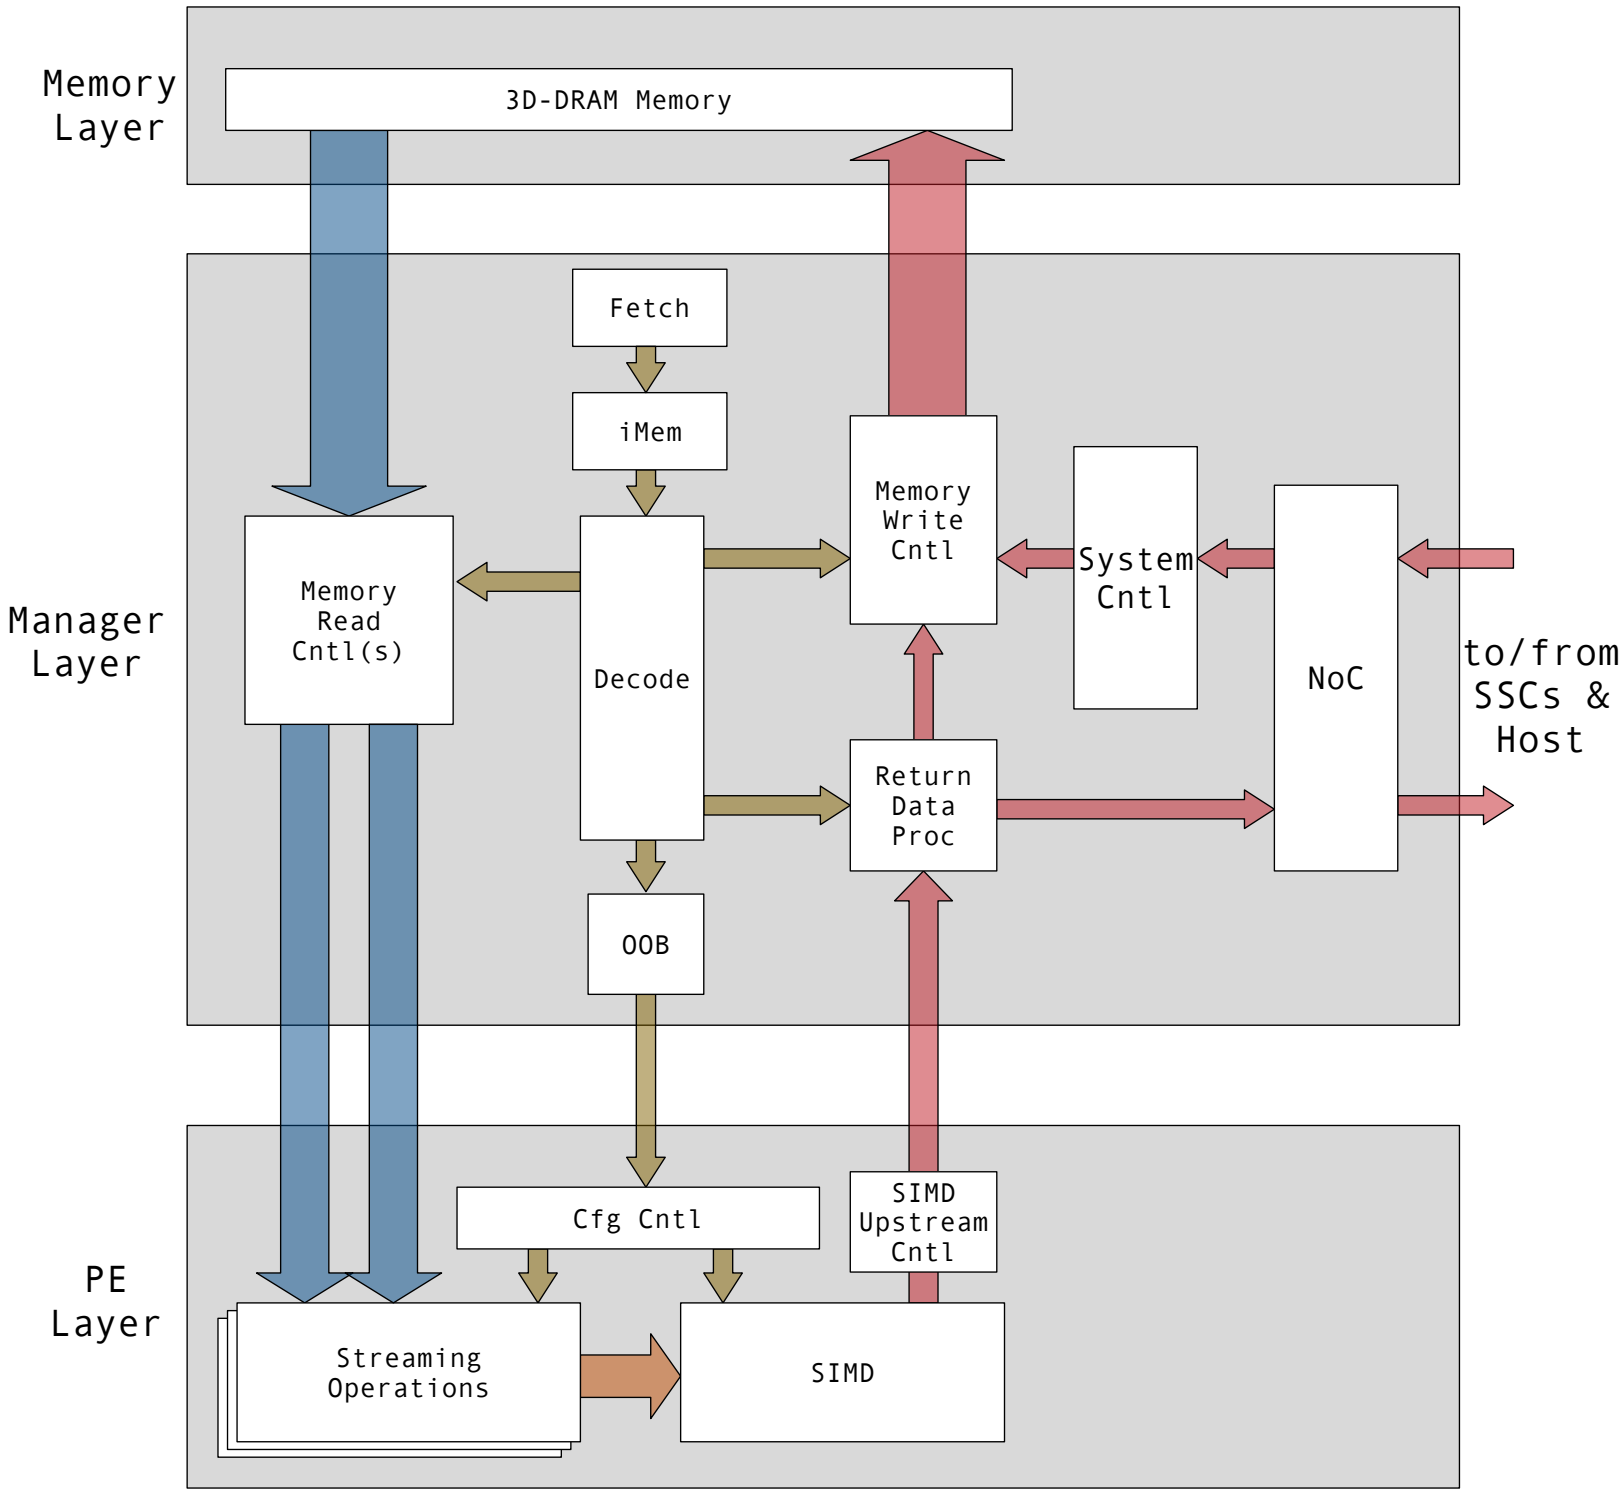 Memory
Layer
3D-DRAM Memory
Manager
Layer
Fetch
iMem
Memory
Read
Cntl(s)
Decode
Memory
Write
Cntl
System
Cntl
NoC
to/from
SSCs &
Host
Return
Data
Proc
OOB
PE
Layer
Cfg Cntl
SIMD
Upstream
Cntl
Streaming
Operations
SIMD